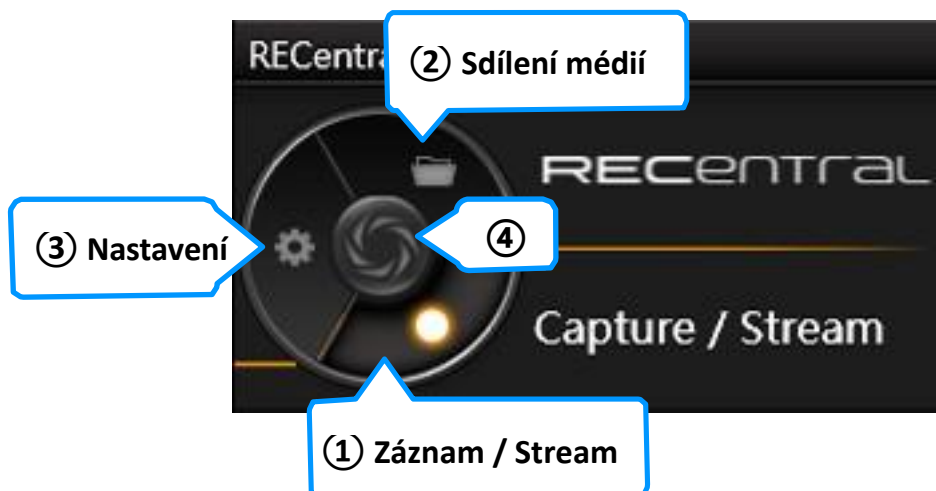 RECentra
② Sdílení médií
RECentral
③ Nastavení
④
Capture / Stream
① Záznam / Stream